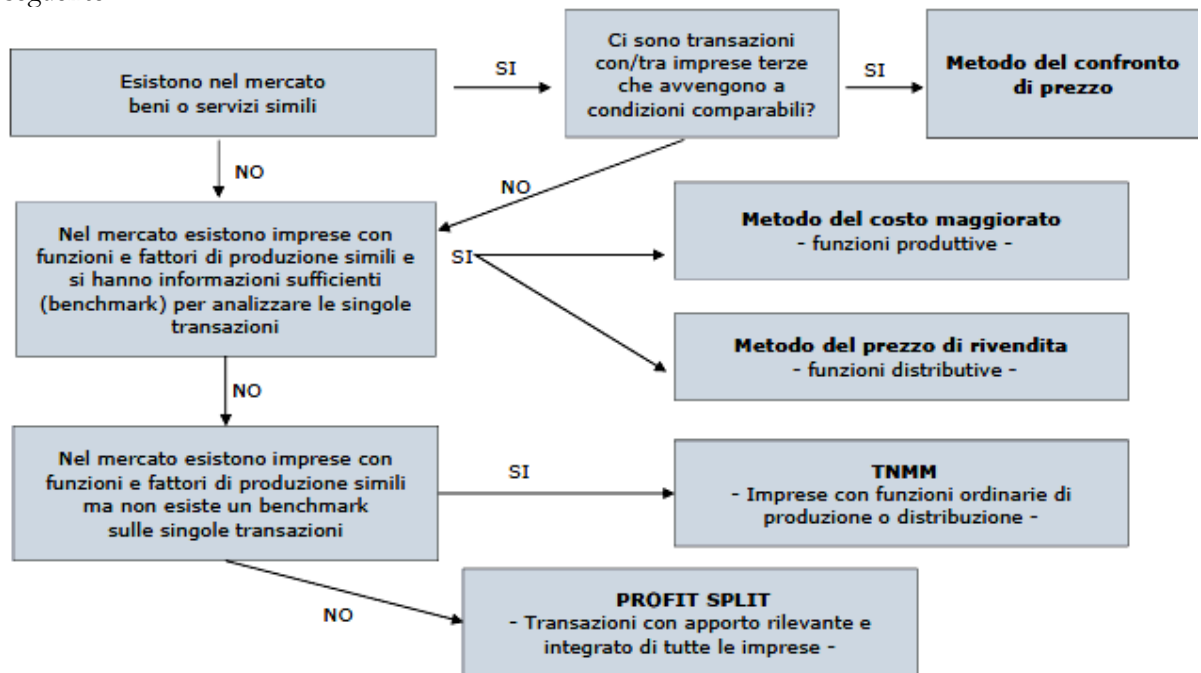 Esistono nel mercato
beni o servizi simili
SI
Ci sono transazioni
con/tra imprese terze
che avvengono a
condizioni comparabili?
SI
Metodo del confronto
di prezzo
NO
NO
Nel mercato esistono imprese con
funzioni e fattori di produzione simili e
si hanno informazioni sufficienti
(benchmark) per analizzare le singole
transazioni
SI
Metodo del costo maggiorato
- funzioni produttive -
Metodo del prezzo di rivendita
- funzioni distributive -
NO
Nel mercato esistono imprese con
funzioni e fattori di produzione simili
ma non esiste un benchmark
sulle singole transazioni
SI
TNMM
- Imprese con funzioni ordinarie di
produzione o distribuzione -
NO
PROFIT SPLIT
- Transazioni con apporto rilevante e
integrato di tutte le imprese -